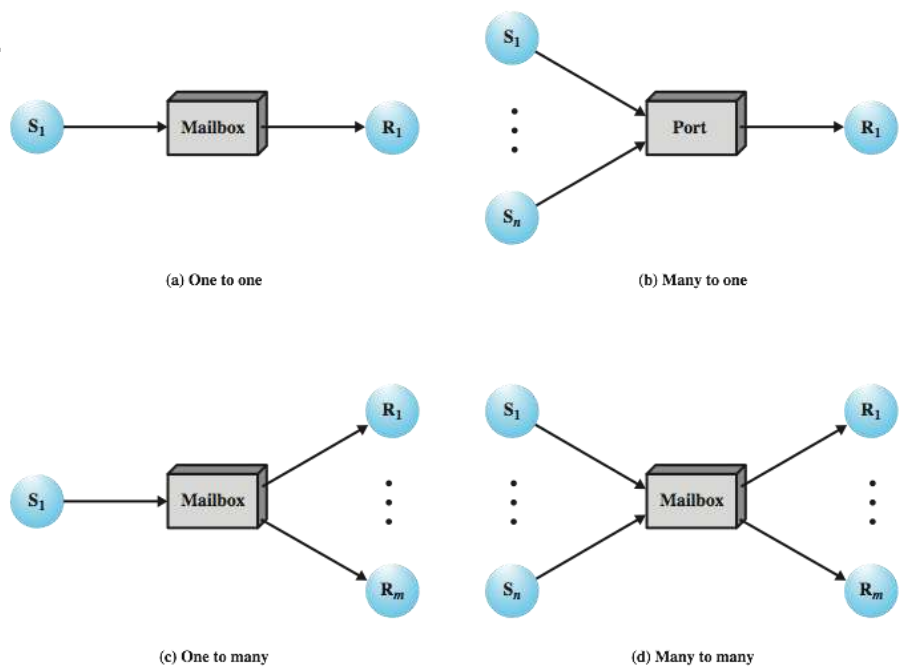 S₁
Mailbox
R₁
(a) One to one
S₁
Sₙ
Port
R₁
(b) Many to one
S₁
Mailbox
R₁
Rₘ
(c) One to many
S₁
Sₙ
Mailbox
R₁
Rₘ
(d) Many to many